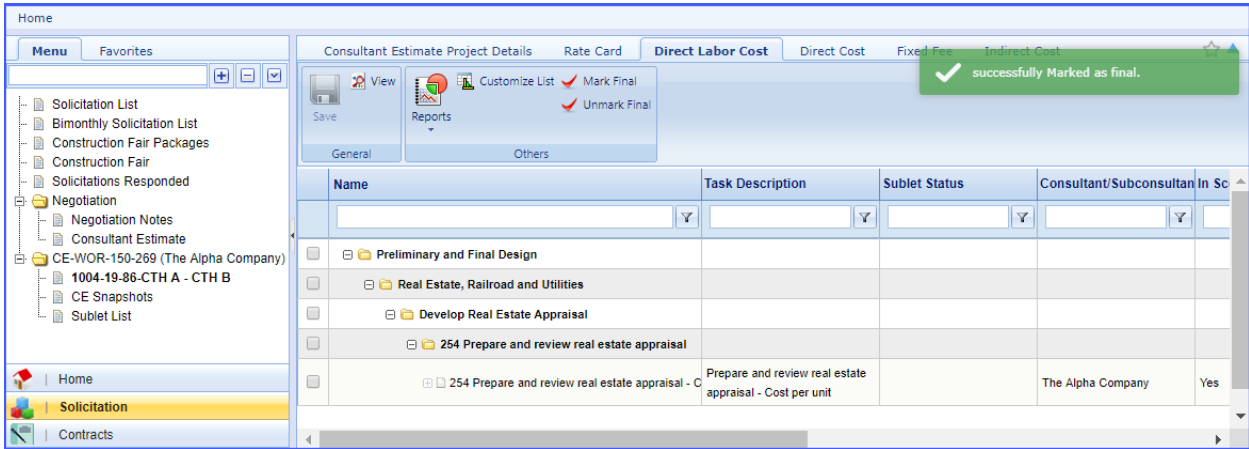 Home
Menu Favorites
Solicitation List
Bimonthly Solicitation List
Construction Fair Packages
Construction Fair
Solicitations Responded
Negotiation
Negotiation Notes
Consultant Estimate
CE-WOR-150-269 (The Alpha Company)
1004-19-86-CTH A - CTH B
CE Snapshots
Sublet List
Home
Solicitation
Contracts
Consultant Estimate Project Details Rate Card Direct Labor Cost Direct Cost Fixed Fee Indirect Cost
successfully Marked as final.
Save
View
General
Reports
Customize List
Mark Final
Unmark Final
Others
Name Task Description Sublet Status Consultant/Subconsultan In Sc
Preliminary and Final Design
Real Estate, Railroad and Utilities
Develop Real Estate Appraisal
254 Prepare and review real estate appraisal
254 Prepare and review real estate appraisal - C
Prepare and review real estate
appraisal - Cost per unit
The Alpha Company
Yes